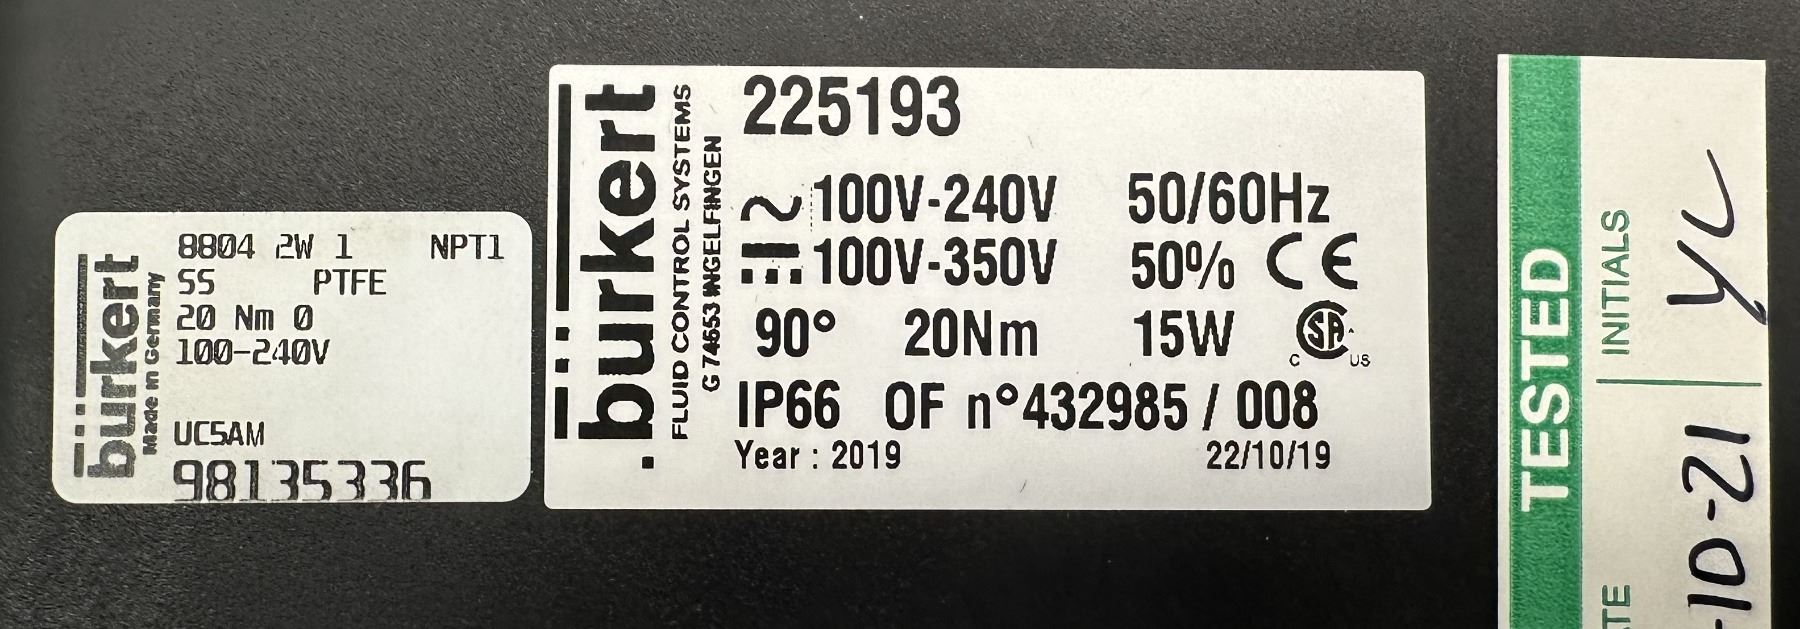 bürkert
Made in Germany
8804 2W 1 NPT1
SS PTFE
20 Nm 0
100-240V
UC5AM
98135336
bürkert
FLUID CONTROL SYSTEMS
G 74653 INGELFINGEN
225193
100V-240V 50/60Hz
100V-350V 50% CE
90° 20Nm 15W
C SA US
IP66 OF n°432985 / 008
Year : 2019 22/10/19
TESTED
INITIALS
YC
-10-21